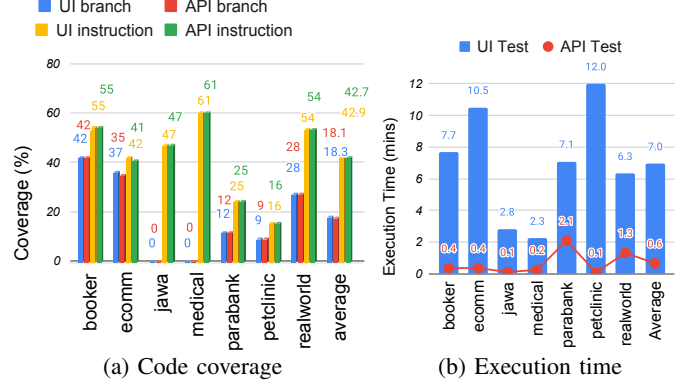 UI branch API branch
UI instruction API instruction
Coverage (%)
80
60
40
20
0
42 42 55 55
37 35 42 41
0 0 47 47
0 0 61 61
12 12 25 25
9 9 16 16
28 28 54 54
18.3 18.1 42.9 42.7
booker
ecomm
jawa
medical
parabank
petclinic
realworld
average
(a) Code coverage
UI Test API Test
Execution Time (mins)
12
10
8
6
4
2
0
7.7 10.5 2.8 2.3 7.1 12.0 6.3 7.0
0.4 0.4 0.1 0.2 2.1 0.1 1.3 0.6
booker
ecomm
jawa
medical
parabank
petclinic
realworld
Average
(b) Execution time